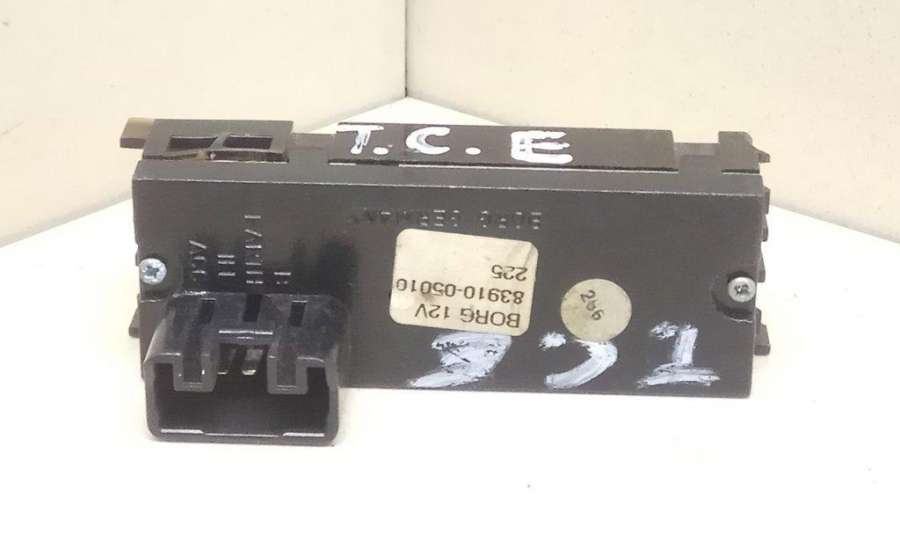 T.C.E
BORG GERMANY
BORG 12V
83910-05010
225
T.C.E